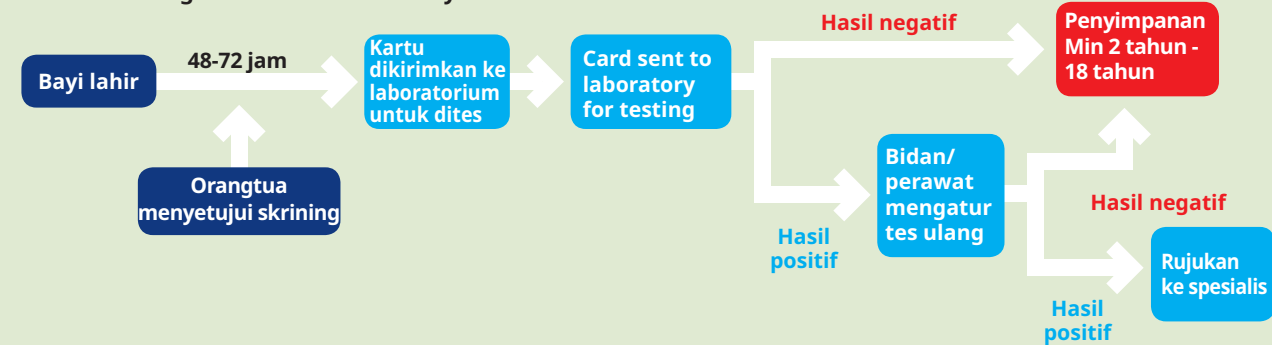 Bayi lahir
48-72 jam
Orangtua
menyetujui skrining
Kartu
dikirimkan ke
laboratorium
untuk dites
Card sent to
laboratory
for testing
Hasil negatif
Penyimpanan
Min 2 tahun -
18 tahun
Hasil
positif
Bidan/
perawat
mengatur
tes ulang
Hasil negatif
Rujukan
ke spesialis
Hasil
positif